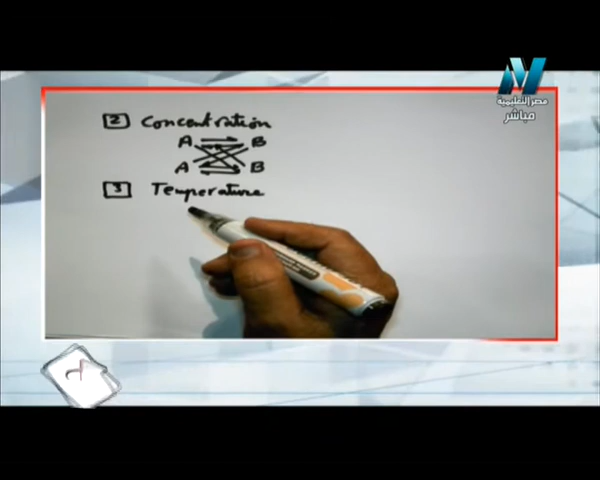 مصر التعليمية
مباشر
2 Concentration
A B
A B
3 Temperature